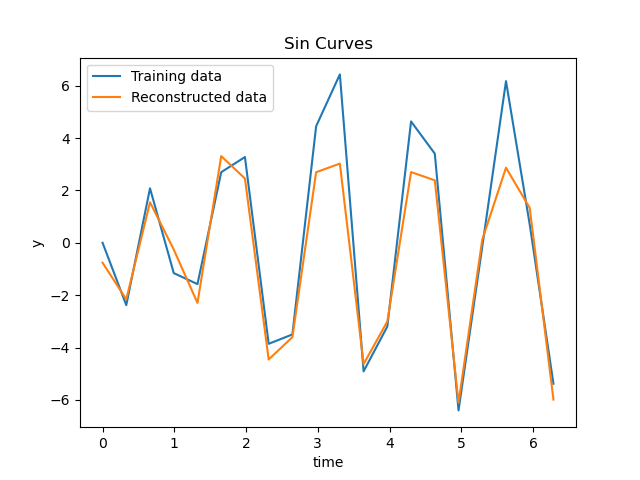 Sin Curves
Training data
Reconstructed data
6
4
2
0
−2
−4
−6
y
0 1 2 3 4 5 6
time